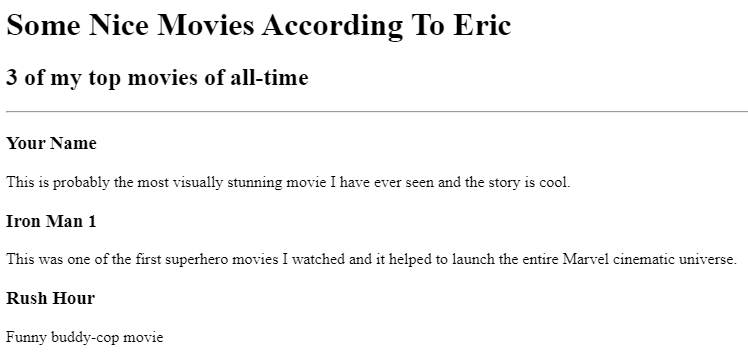 Some Nice Movies According To Eric
3 of my top movies of all-time
Your Name
This is probably the most visually stunning movie I have ever seen and the story is cool.
Iron Man 1
This was one of the first superhero movies I watched and it helped to launch the entire Marvel cinematic universe.
Rush Hour
Funny buddy-cop movie